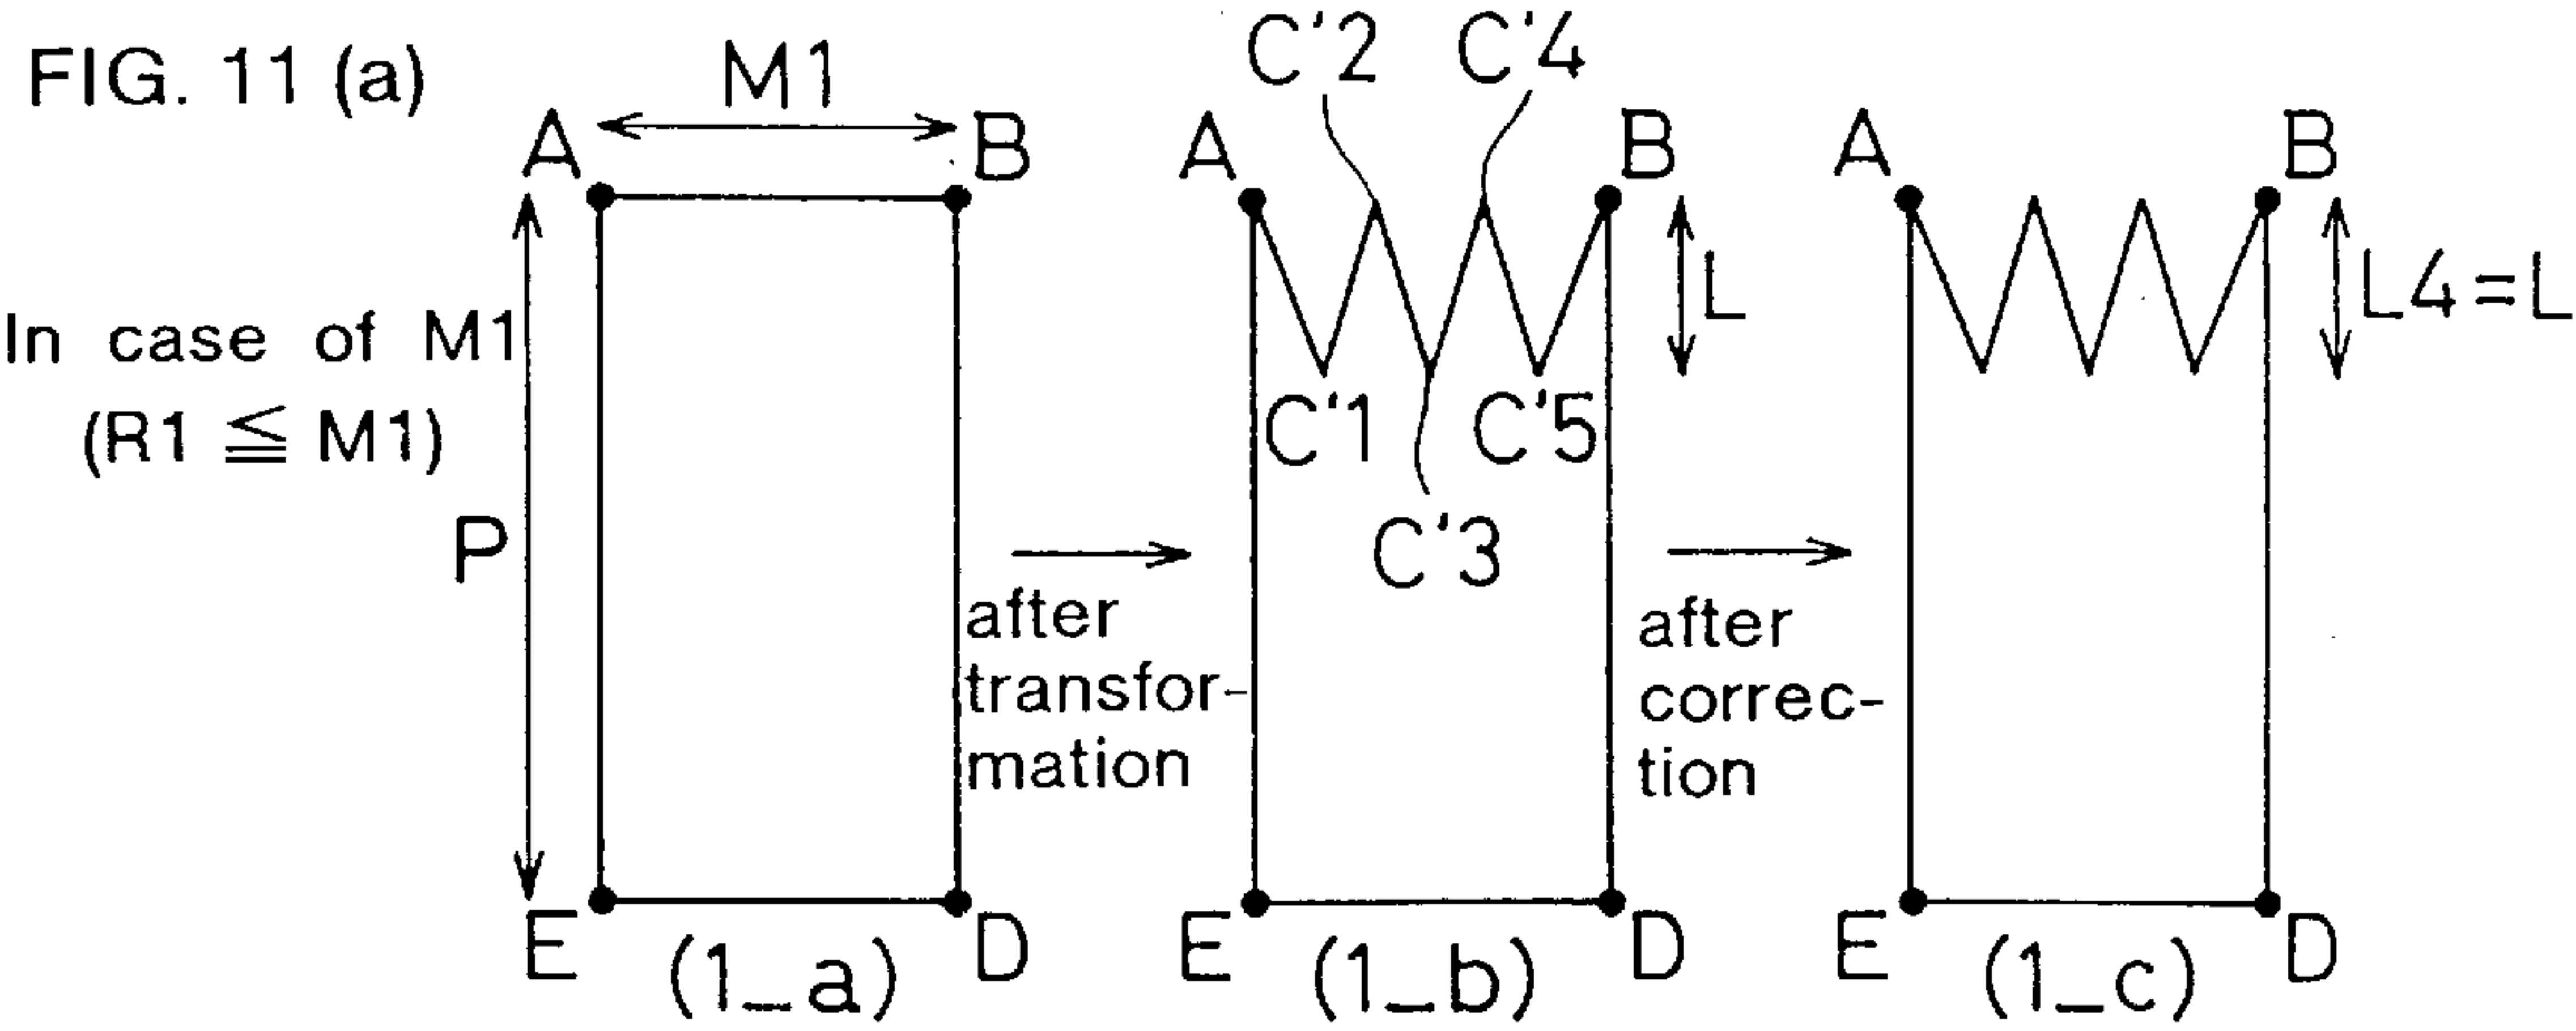 FIG. 11 (a)
In case of M1
(R1 ≦ M1)
M1
A
B
P
E
D
(1_a)
after
transfor-
mation
C'2
C'4
A
B
L
C'1
C'5
C'3
E
D
(1_b)
after
correc-
tion
A
B
L4=L
E
D
(1_c)